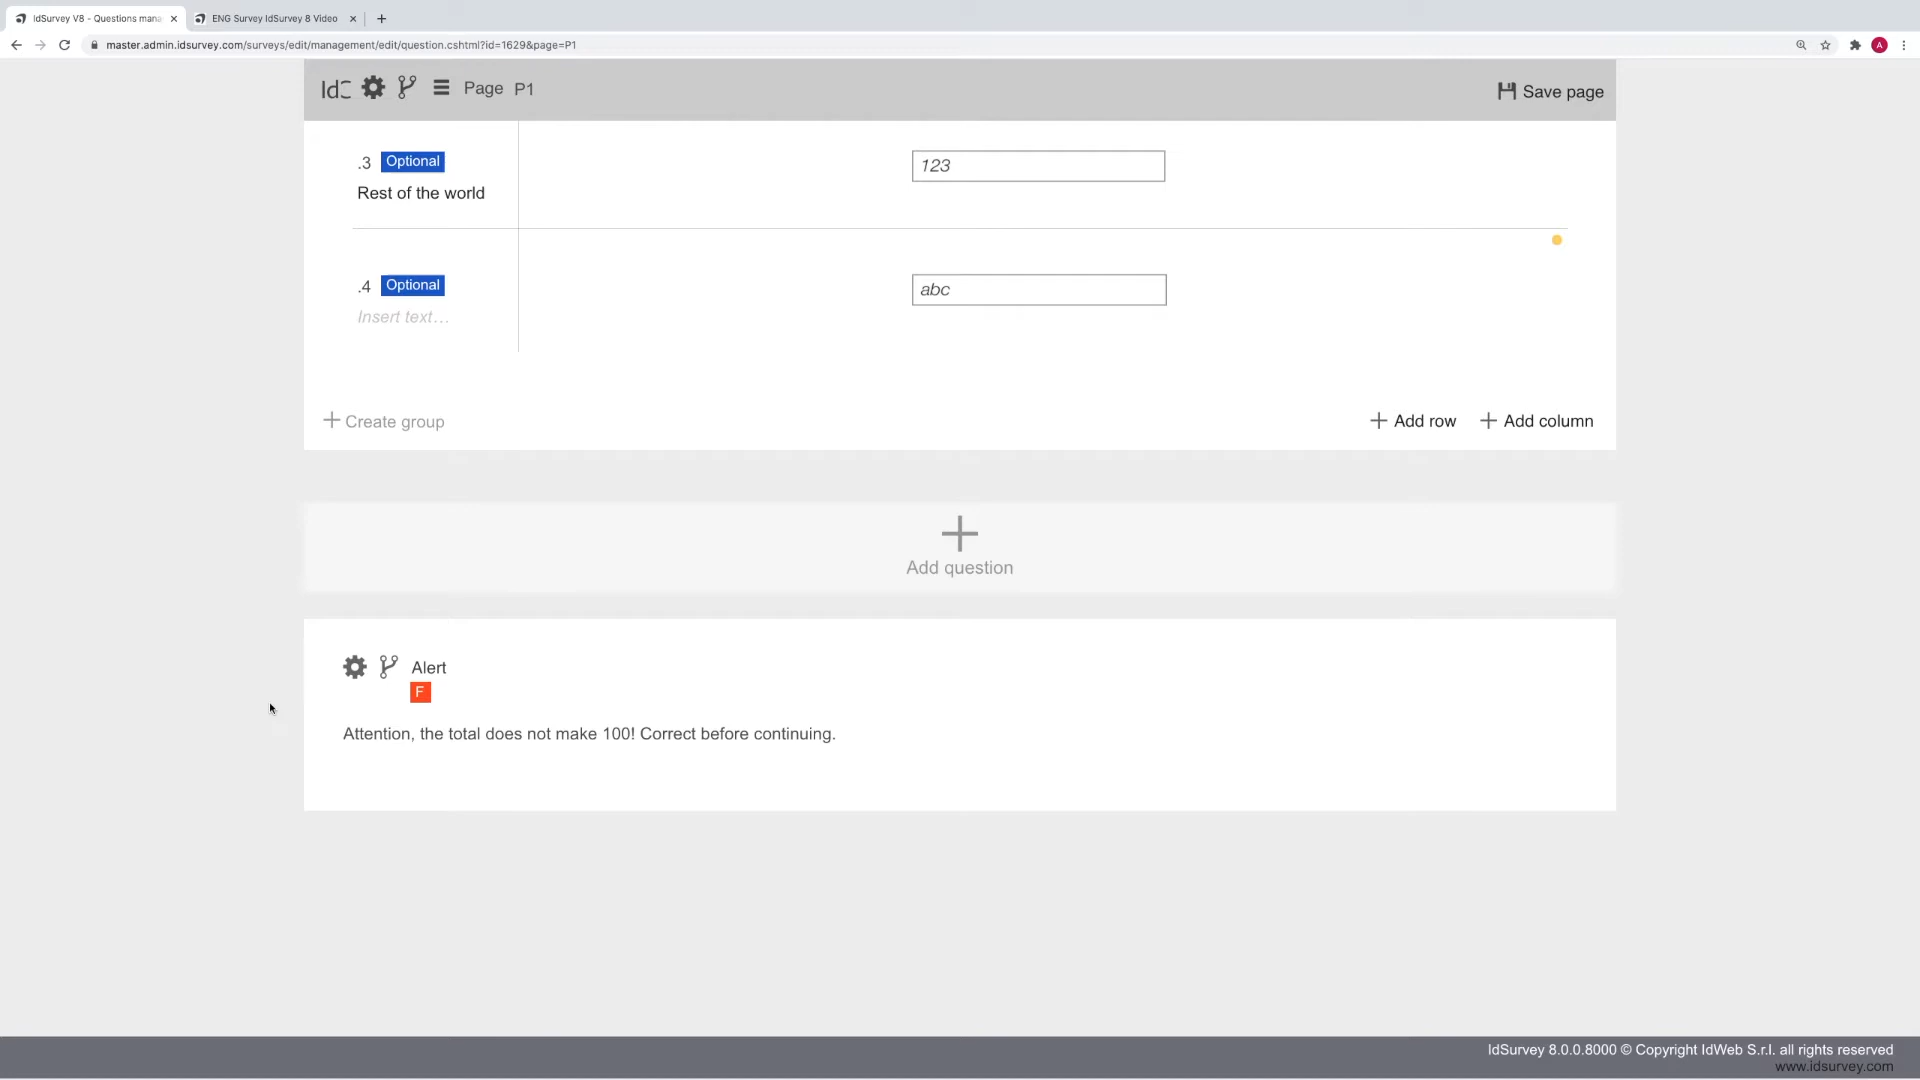 IdSurvey V8 - Questions mana
ENG Survey IdSurvey 8 Video
master.admin.idsurvey.com/surveys/edit/management/edit/question.cshtml?id=1629&page=P1
A
Page P1
Save page
.3 Optional
123
Rest of the world
.4 Optional
abc
Insert text...
Create group
Add row
Add column
Add question
Alert
F
Attention, the total does not make 100! Correct before continuing.
IdSurvey 8.0.0.8000 © Copyright IdWeb S.r.l. all rights reserved
www.idsurvey.com